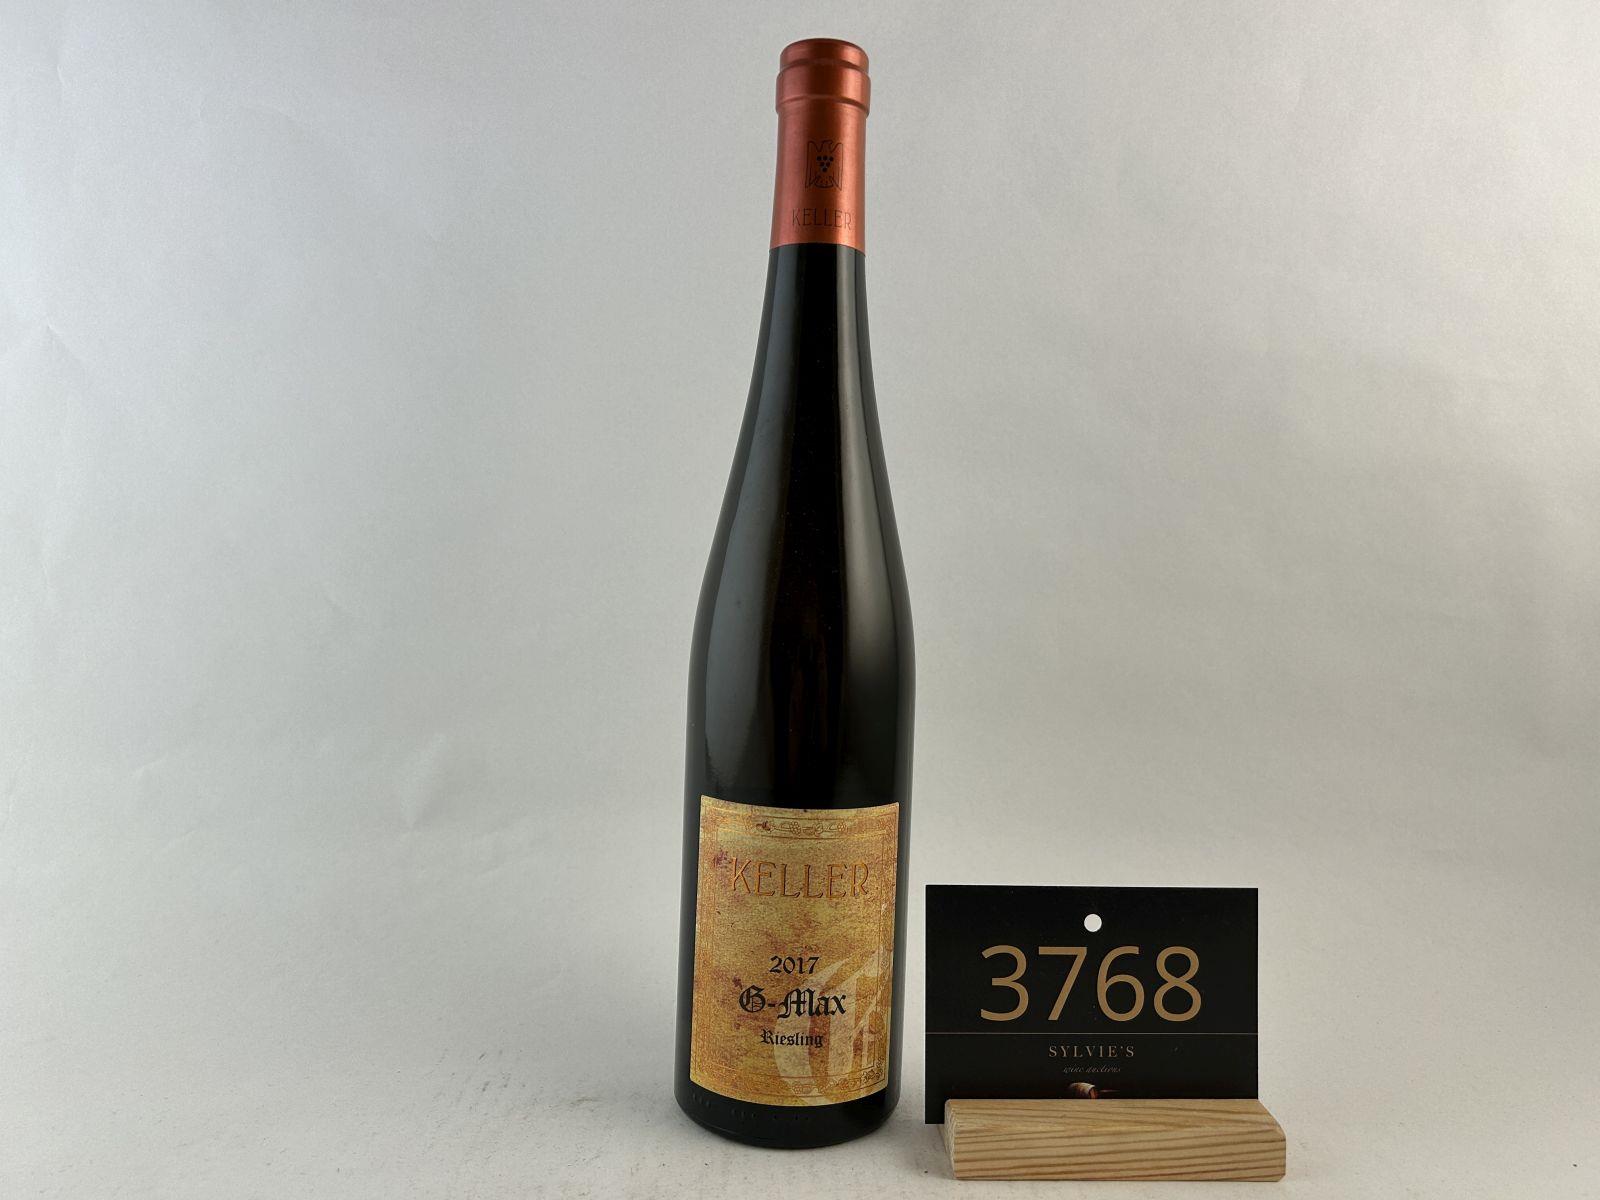 KELLER
KELLER
2017
G-Max
Riesling
3768
SYLVIE'S
wine auctions